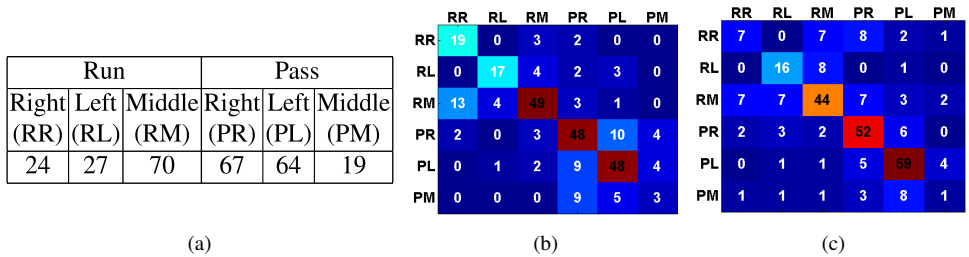 Run Pass
Right Left Middle Right Left Middle
(RR) (RL) (RM) (PR) (PL) (PM)
24 27 70 67 64 19
(a)
RR RL RM PR PL PM
RR 19 0 3 2 0 0
RL 0 17 4 2 3 0
RM 13 4 49 3 1 0
PR 2 0 3 48 10 4
PL 0 1 2 9 48 4
PM 0 0 0 9 5 3
(b)
RR RL RM PR PL PM
RR 7 0 7 8 2 1
RL 0 16 8 0 1 0
RM 7 7 44 7 3 2
PR 2 3 2 52 6 0
PL 0 1 1 5 59 4
PM 1 1 1 3 8 1
(c)